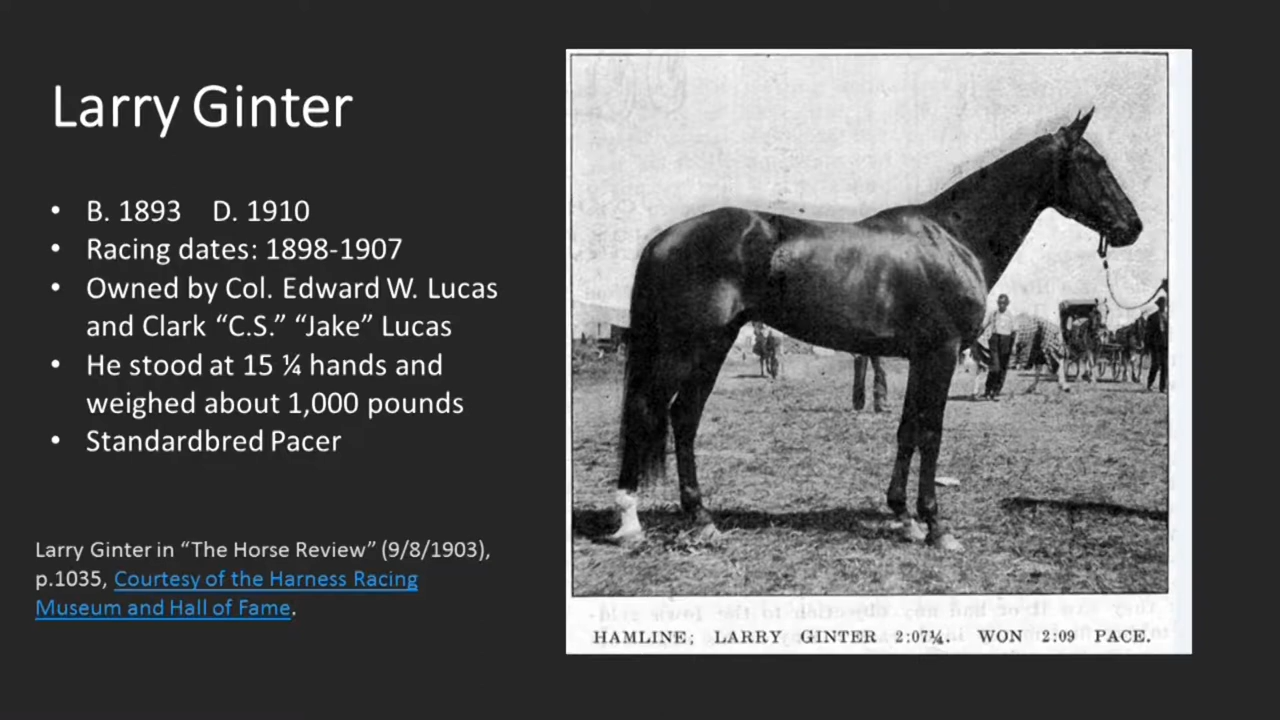 Larry Ginter
• B. 1893 D. 1910
• Racing dates: 1898-1907
• Owned by Col. Edward W. Lucas
and Clark “C.S.” “Jake” Lucas
• He stood at 15 ¼ hands and
weighed about 1,000 pounds
• Standardbred Pacer
Larry Ginter in “The Horse Review” (9/8/1903),
p.1035, Courtesy of the Harness Racing
Museum and Hall of Fame.
HAMLINE; LARRY GINTER 2:07¼. WON 2:09 PACE.